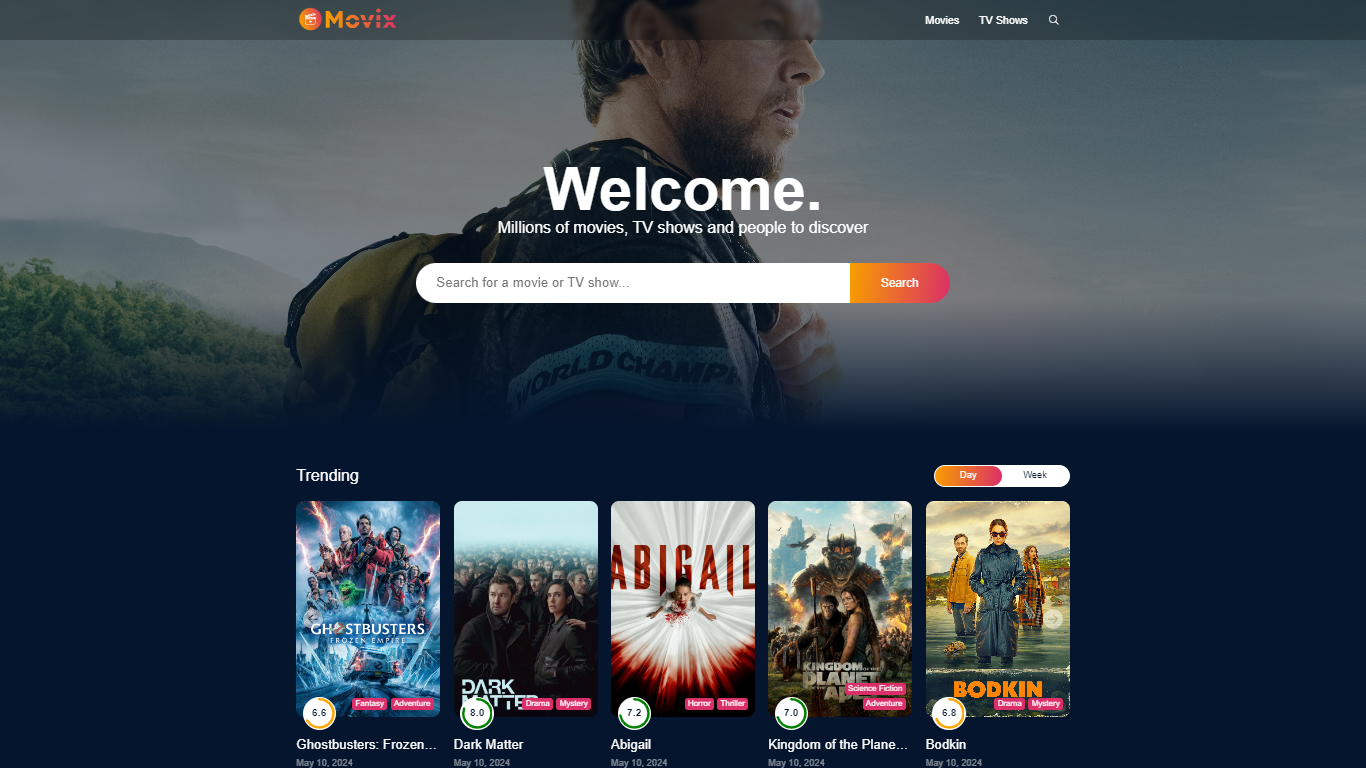 Movix
Movies
TV Shows
Welcome.
Millions of movies, TV shows and people to discover
Search for a movie or TV show...
Search
WORLD CHAMPI
Trending
Day
Week
GHOSTBUSTERS
FROZEN EMPIRE
6.6
Fantasy
Adventure
Ghostbusters: Frozen...
May 10, 2024
DARK
MATTER
8.0
Drama
Mystery
Dark Matter
May 10, 2024
ABIGAIL
7.2
Horror
Thriller
Abigail
May 10, 2024
KINGDOM OF THE
PLANET
OF THE APES
7.0
Science Fiction
Adventure
Kingdom of the Plane...
May 10, 2024
BODKIN
6.8
Drama
Mystery
Bodkin
May 10, 2024